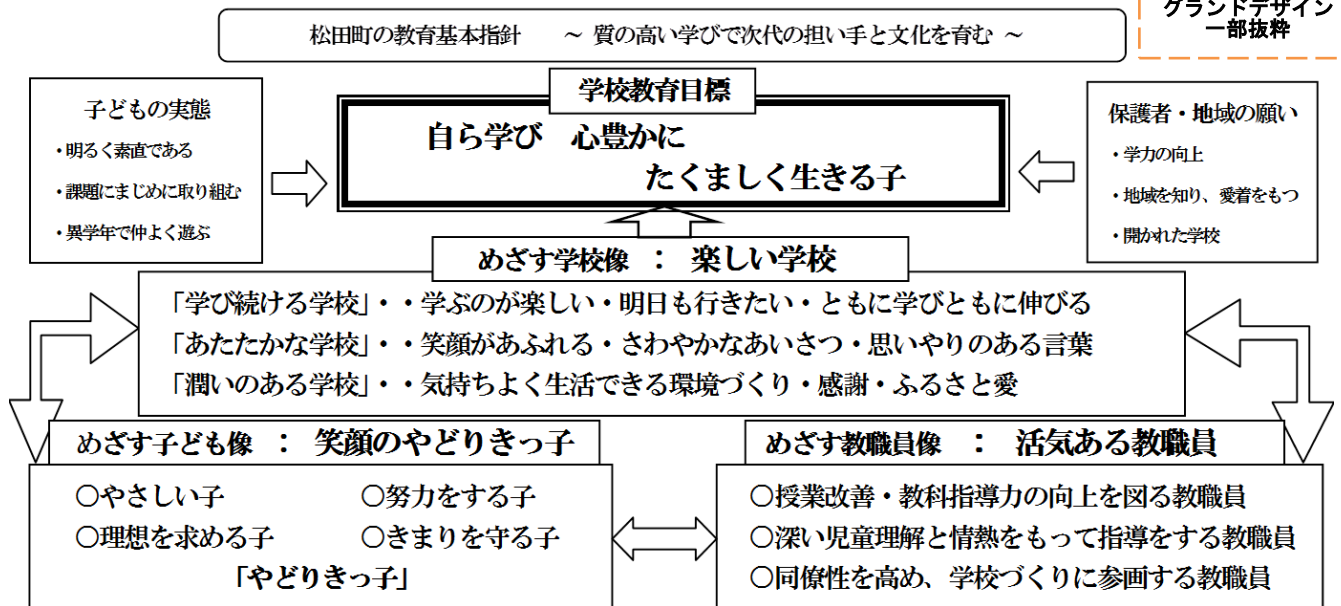 グランドデザイン
一部抜粋
松田町の教育基本指針　～ 質の高い学びで次代の担い手と文化を育む ～
学校教育目標
自ら学び　心豊かに
たくましく生きる子
子どもの実態
・明るく素直である
・課題にまじめに取り組む
・異学年で仲よく遊ぶ
保護者・地域の願い
・学力の向上
・地域を知り、愛着をもつ
・開かれた学校
めざす学校像　：　楽しい学校
「学び続ける学校」・・学ぶのが楽しい・明日も行きたい・ともに学びともに伸びる
「あたたかな学校」・・笑顔があふれる・さわやかなあいさつ・思いやりのある言葉
「潤いのある学校」・・気持ちよく生活できる環境づくり・感謝・ふるさと愛
めざす子ども像　：　笑顔のやどりきっ子
○やさしい子　○努力をする子
○理想を求める子　○きまりを守る子
「やどりきっ子」
めざす教職員像　：　活気ある教職員
○授業改善・教科指導力の向上を図る教職員
○深い児童理解と情熱をもって指導をする教職員
○同僚性を高め、学校づくりに参画する教職員